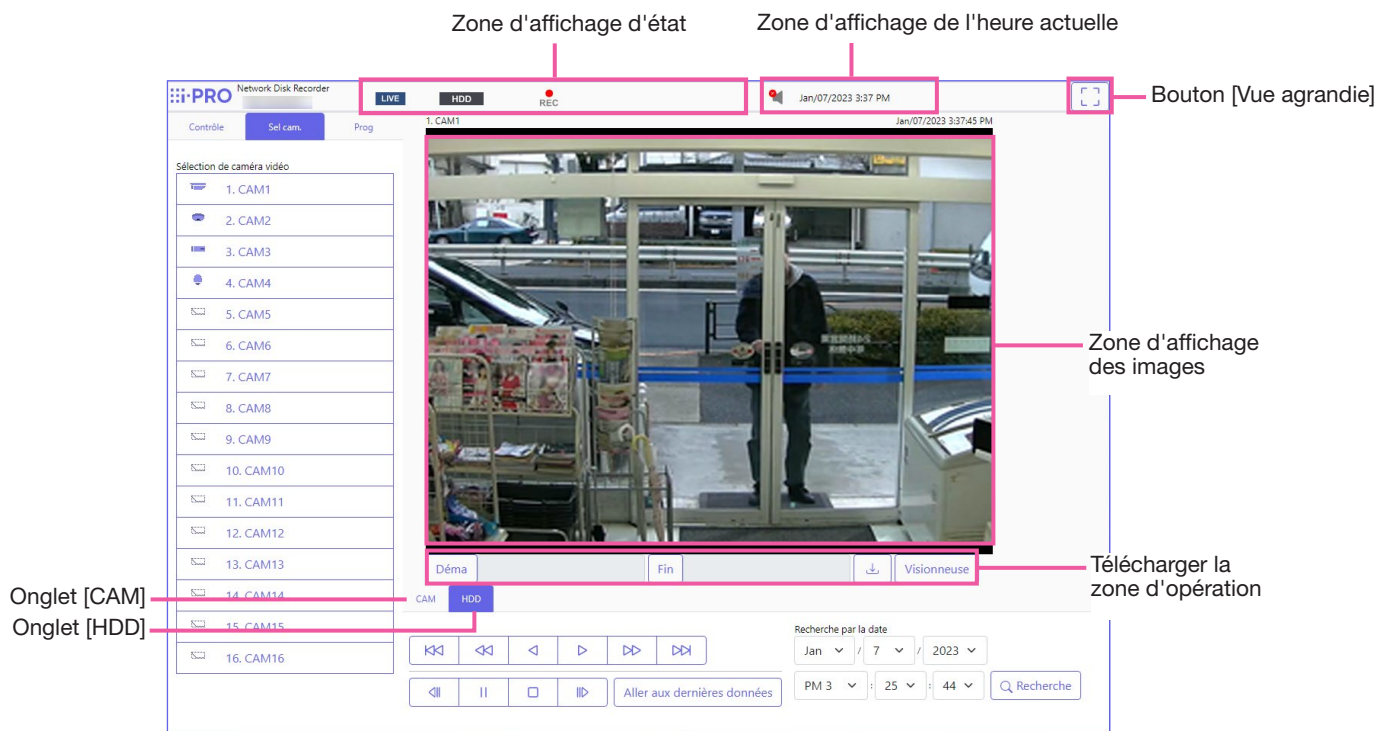 Zone d'affichage d'état
Zone d'affichage de l'heure actuelle
Bouton [Vue agrandie]
i-PRO
Network Disk Recorder
LIVE
HDD
REC
Jan/07/2023 3:37 PM
Contrôle
Sel cam.
Prog
1. CAM1
Jan/07/2023 3:37:45 PM
Sélection de caméra vidéo
1. CAM1
2. CAM2
3. CAM3
4. CAM4
5. CAM5
6. CAM6
7. CAM7
8. CAM8
9. CAM9
10. CAM10
11. CAM11
12. CAM12
13. CAM13
14. CAM14
15. CAM15
16. CAM16
Zone d'affichage
des images
Déma
Fin
Visionneuse
Télécharger la
zone d'opération
Onglet [CAM]
Onglet [HDD]
CAM
HDD
Aller aux dernières données
Recherche par la date
Jan / 7 / 2023
PM 3 : 25 : 44
Recherche